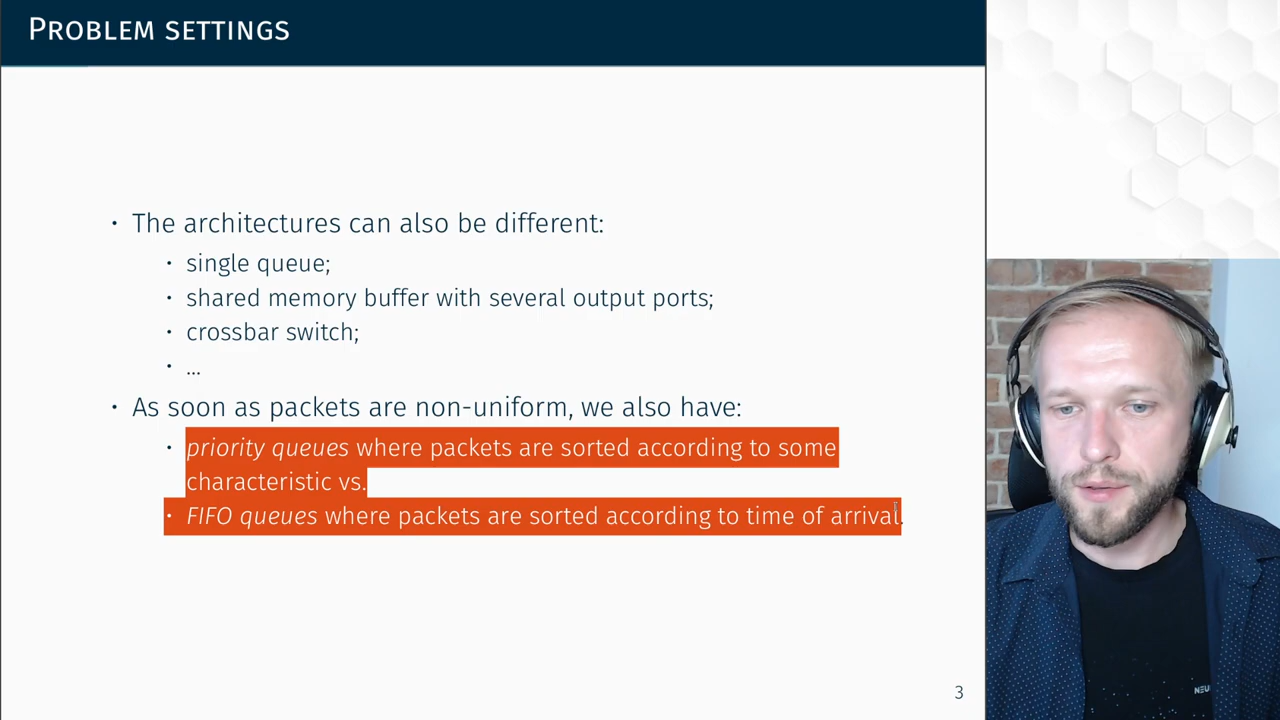 Problem settings
• The architectures can also be different:
• single queue;
• shared memory buffer with several output ports;
• crossbar switch;
• ...
• As soon as packets are non-uniform, we also have:
• priority queues where packets are sorted according to some
characteristic vs.
• FIFO queues where packets are sorted according to time of arrival.
3